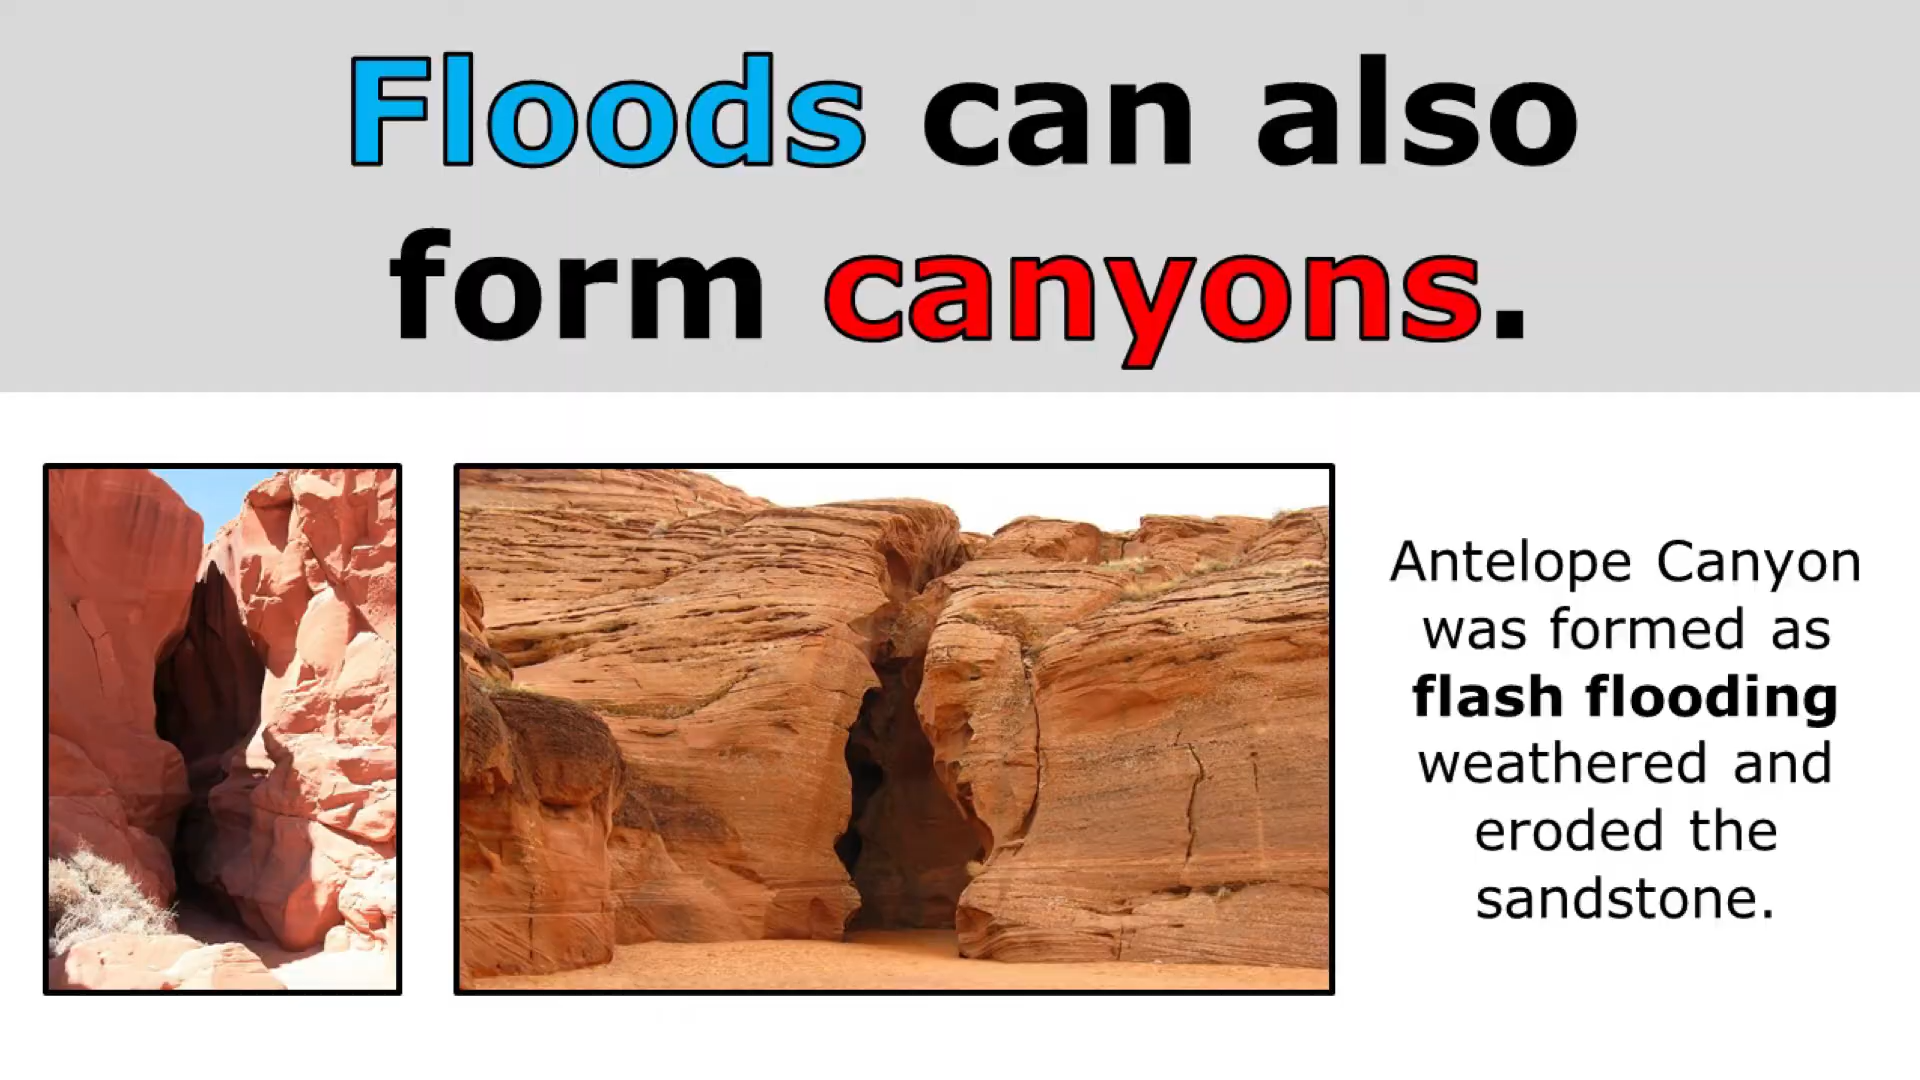 Floods can also
form canyons.
Antelope Canyon
was formed as
flash flooding
weathered and
eroded the
sandstone.